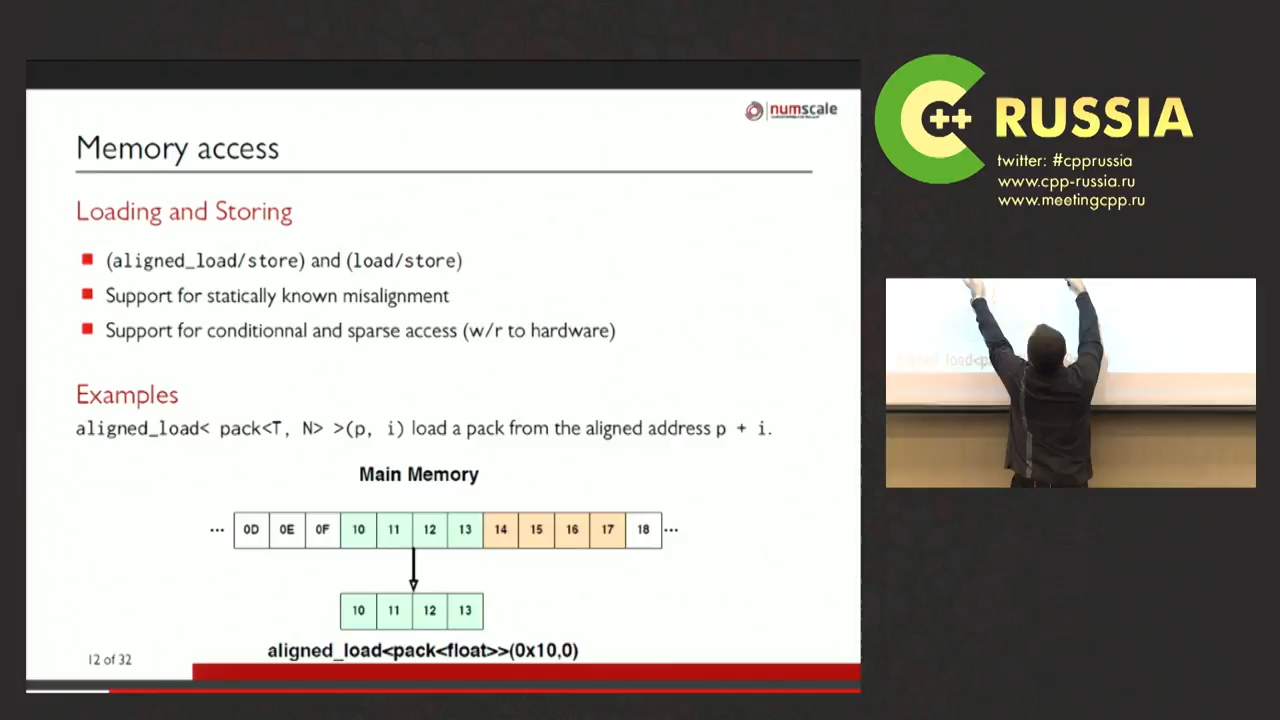 numscale
Memory access
Loading and Storing
(aligned_load/store) and (load/store)
Support for statically known misalignment
Support for conditionnal and sparse access (w/r to hardware)
Examples
aligned_load< pack<T, N> >(p, i) load a pack from the aligned address p + i.
Main Memory
... 0D 0E 0F 10 11 12 13 14 15 16 17 18 ...
10 11 12 13
aligned_load<pack<float>>(0x10,0)
12 of 32
C++ RUSSIA
twitter: #cpprussia
www.cpp-russia.ru
www.meetingcpp.ru